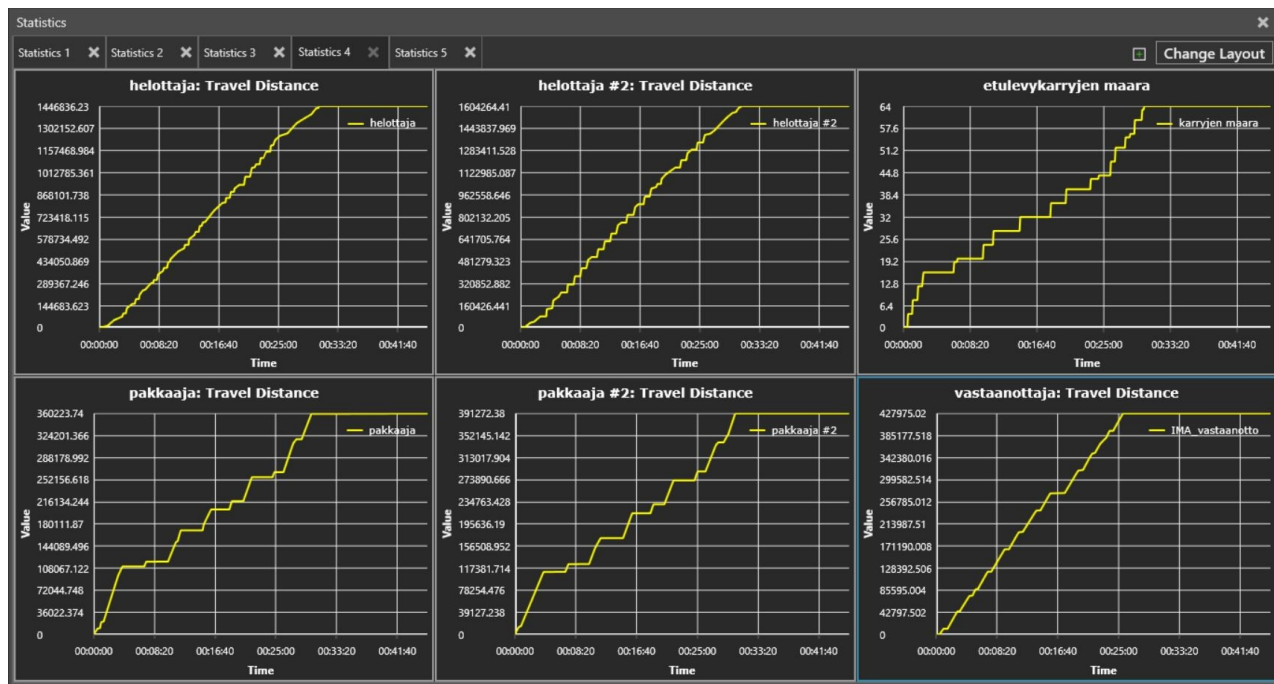 Statistics
Statistics 1 Statistics 2 Statistics 3 Statistics 4 Statistics 5 Change Layout
helottaja: Travel Distance
1446836.23
1302152.607
1157468.984
1012785.361
868101.738
723418.115
578734.492
434050.869
289367.246
144683.623
0
Value
helottaja
00:00:00 00:08:20 00:16:40 00:25:00 00:33:20 00:41:40
Time
helottaja #2: Travel Distance
1604264.41
1443837.969
1283411.528
1122985.087
962558.646
802132.205
641705.764
481279.323
320852.882
160426.441
0
Value
helottaja #2
00:00:00 00:08:20 00:16:40 00:25:00 00:33:20 00:41:40
Time
etulevykarryjen maara
64
57.6
51.2
44.8
38.4
32
25.6
19.2
12.8
6.4
0
Value
karryjen maara
00:00:00 00:08:20 00:16:40 00:25:00 00:33:20 00:41:40
Time
pakkaaja: Travel Distance
360223.74
324201.366
288178.992
252156.618
216134.244
180111.87
144089.496
108067.122
72044.748
36022.374
0
Value
pakkaaja
00:00:00 00:08:20 00:16:40 00:25:00 00:33:20 00:41:40
Time
pakkaaja #2: Travel Distance
391272.38
352145.142
313017.904
273890.666
234763.428
195636.19
156508.952
117381.714
78254.476
39127.238
0
Value
pakkaaja #2
00:00:00 00:08:20 00:16:40 00:25:00 00:33:20 00:41:40
Time
vastaanottaja: Travel Distance
427975.02
385177.518
342380.016
299582.514
256785.012
213987.51
171190.008
128392.506
85595.004
42797.502
0
Value
IMA_vastaanotto
00:00:00 00:08:20 00:16:40 00:25:00 00:33:20 00:41:40
Time